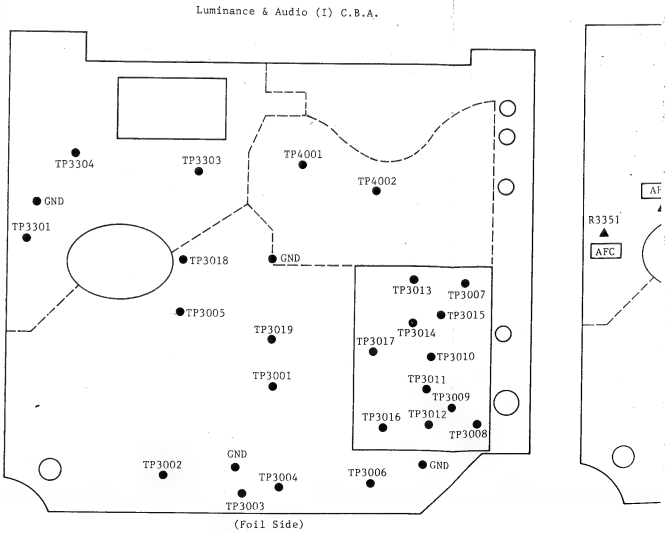 Luminance & Audio (I) C.B.A.
TP3304
TP3303
TP4001
TP4002
GND
TP3301
R3351
AFC
TP3018
GND
TP3013
TP3007
TP3005
TP3015
TP3014
TP3019
TP3017
TP3010
TP3001
TP3011
TP3009
TP3016
TP3012
TP3008
GND
GND
TP3002
TP3004
TP3006
TP3003
(Foil Side)